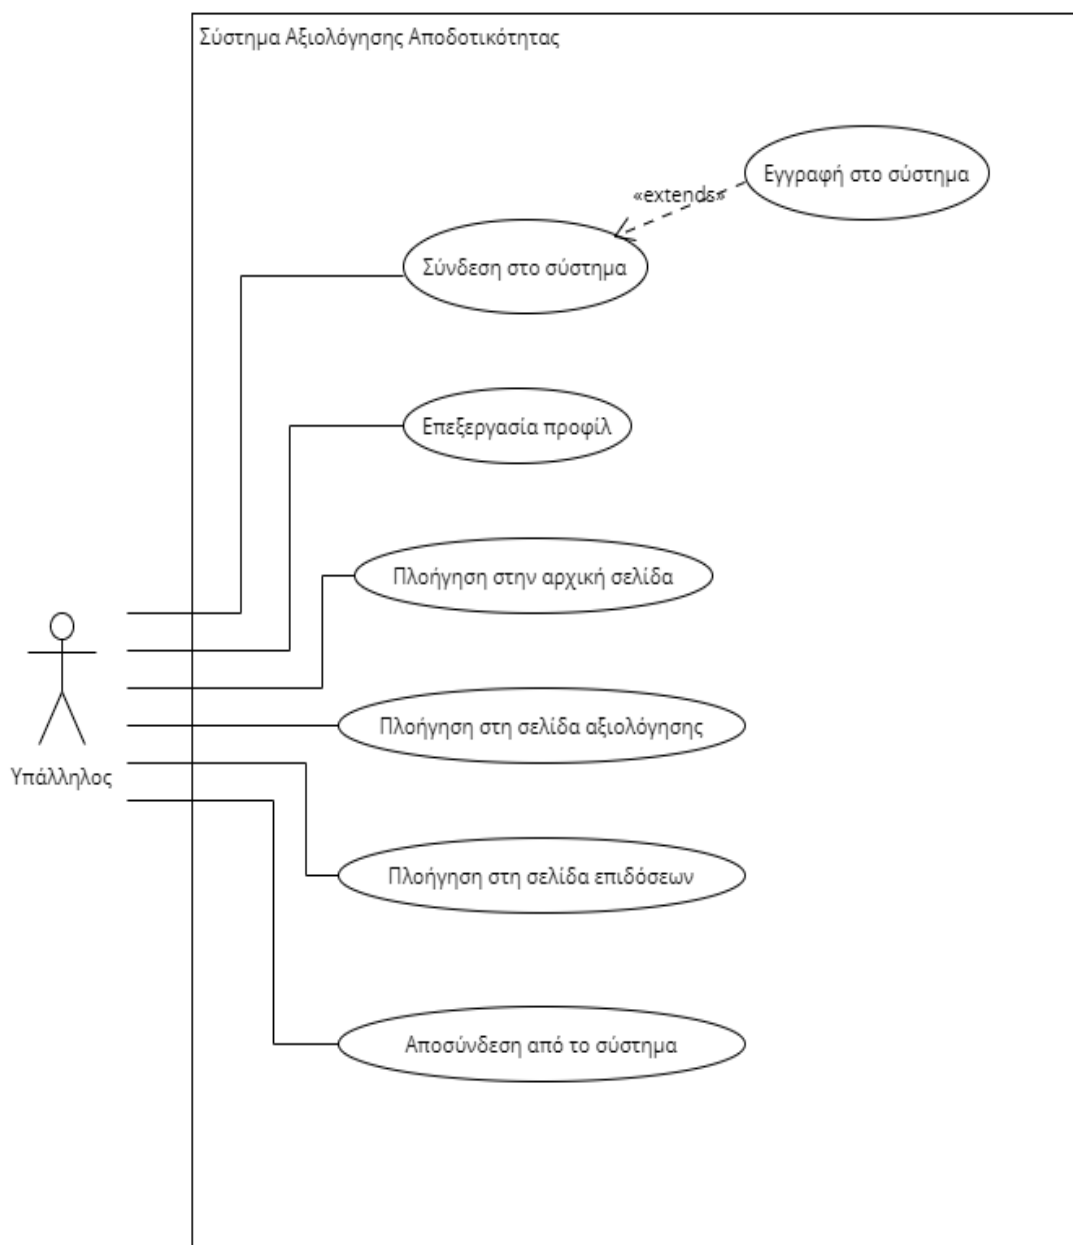 Σύστημα Αξιολόγησης Αποδοτικότητας
Εγγραφή στο σύστημα
«extends»
Σύνδεση στο σύστημα
Επεξεργασία προφίλ
Πλοήγηση στην αρχική σελίδα
Πλοήγηση στη σελίδα αξιολόγησης
Υπάλληλος
Πλοήγηση στη σελίδα επιδόσεων
Αποσύνδεση από το σύστημα